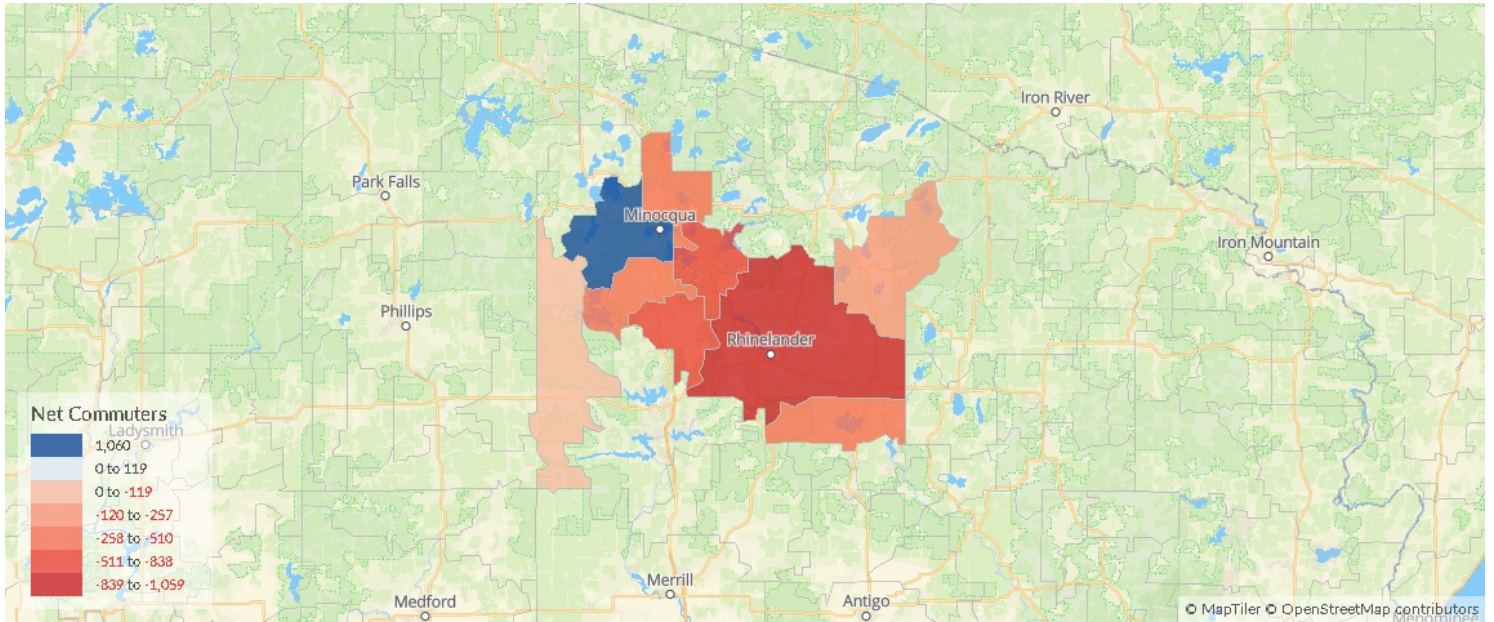 Iron River
Park Falls
Minocqua
Iron Mountain
Phillips
Rhinelander
Net Commuters
Ladysmith
1,060
0 to 119
0 to -119
-120 to -257
-258 to -510
-511 to -838
-839 to -1,059
Merrill
Medford
Antigo
© MapTiler © OpenStreetMap contributors
Menominee